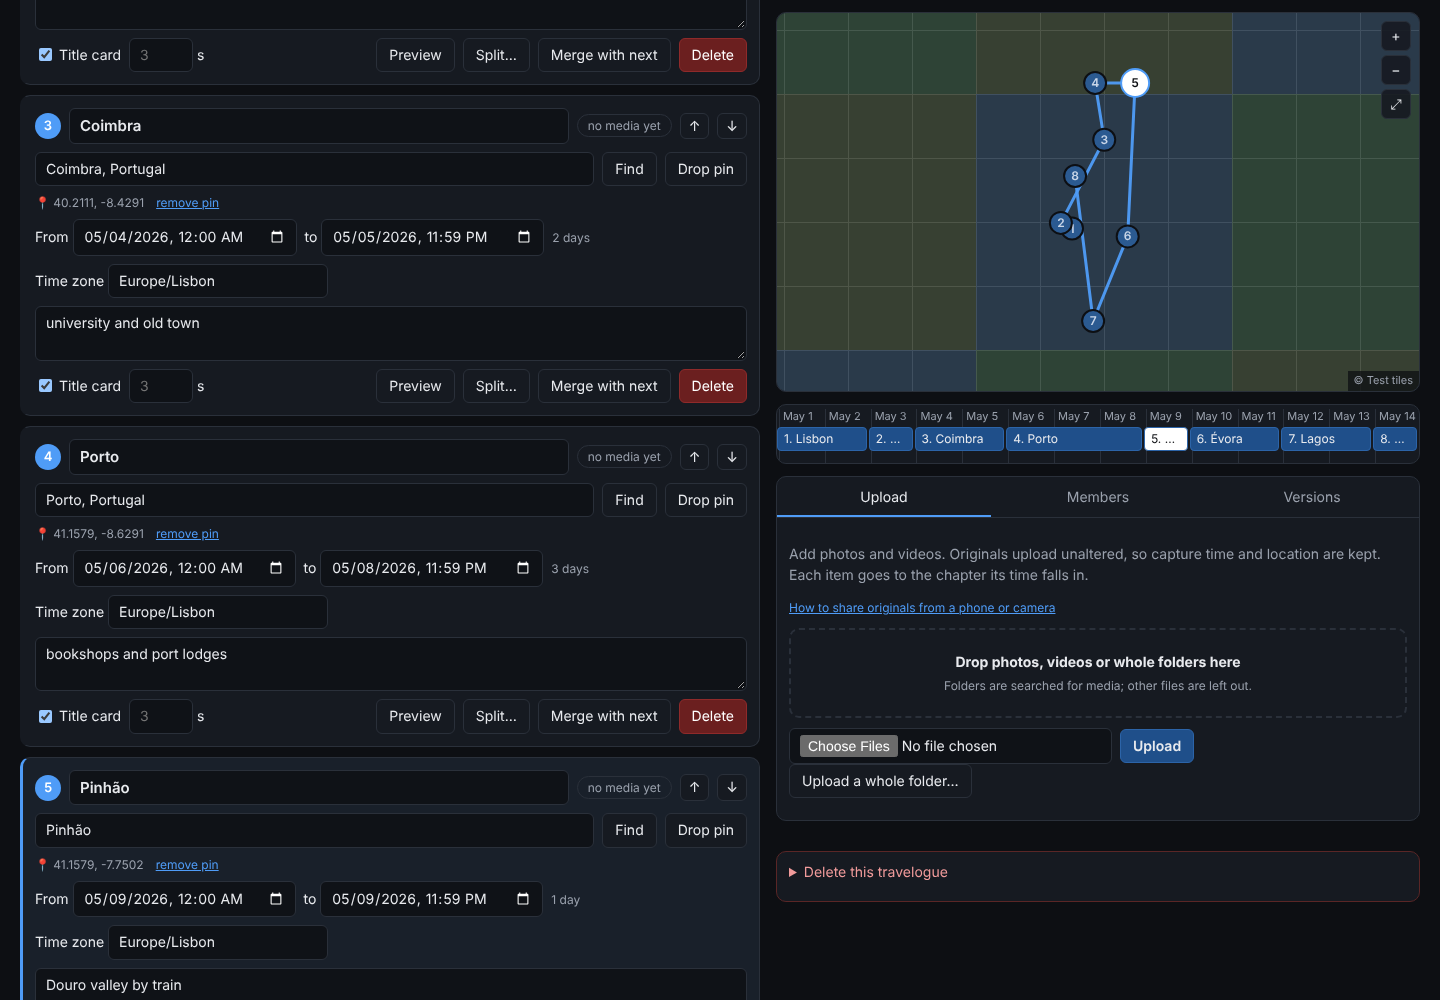 Title card 3 s Preview Split... Merge with next Delete
3 Coimbra no media yet ↑ ↓
Coimbra, Portugal Find Drop pin
40.2111, -8.4291 remove pin
From 05/04/2026, 12:00 AM to 05/05/2026, 11:59 PM 2 days
Time zone Europe/Lisbon
university and old town
Title card 3 s Preview Split... Merge with next Delete
4 Porto no media yet ↑ ↓
Porto, Portugal Find Drop pin
41.1579, -8.6291 remove pin
From 05/06/2026, 12:00 AM to 05/08/2026, 11:59 PM 3 days
Time zone Europe/Lisbon
bookshops and port lodges
Title card 3 s Preview Split... Merge with next Delete
5 Pinhão no media yet ↑ ↓
Pinhão Find Drop pin
41.1579, -7.7502 remove pin
From 05/09/2026, 12:00 AM to 05/09/2026, 11:59 PM 1 day
Time zone Europe/Lisbon
Douro valley by train
+
−
4 5
3
8
2
6
7
© Test tiles
May 1 May 2 May 3 May 4 May 5 May 6 May 7 May 8 May 9 May 10 May 11 May 12 May 13 May 14
1. Lisbon 2. ... 3. Coimbra 4. Porto 5. ... 6. Évora 7. Lagos 8. ...
Upload Members Versions
Add photos and videos. Originals upload unaltered, so capture time and location are kept.
Each item goes to the chapter its time falls in.
How to share originals from a phone or camera
Drop photos, videos or whole folders here
Folders are searched for media; other files are left out.
Choose Files No file chosen Upload
Upload a whole folder...
Delete this travelogue